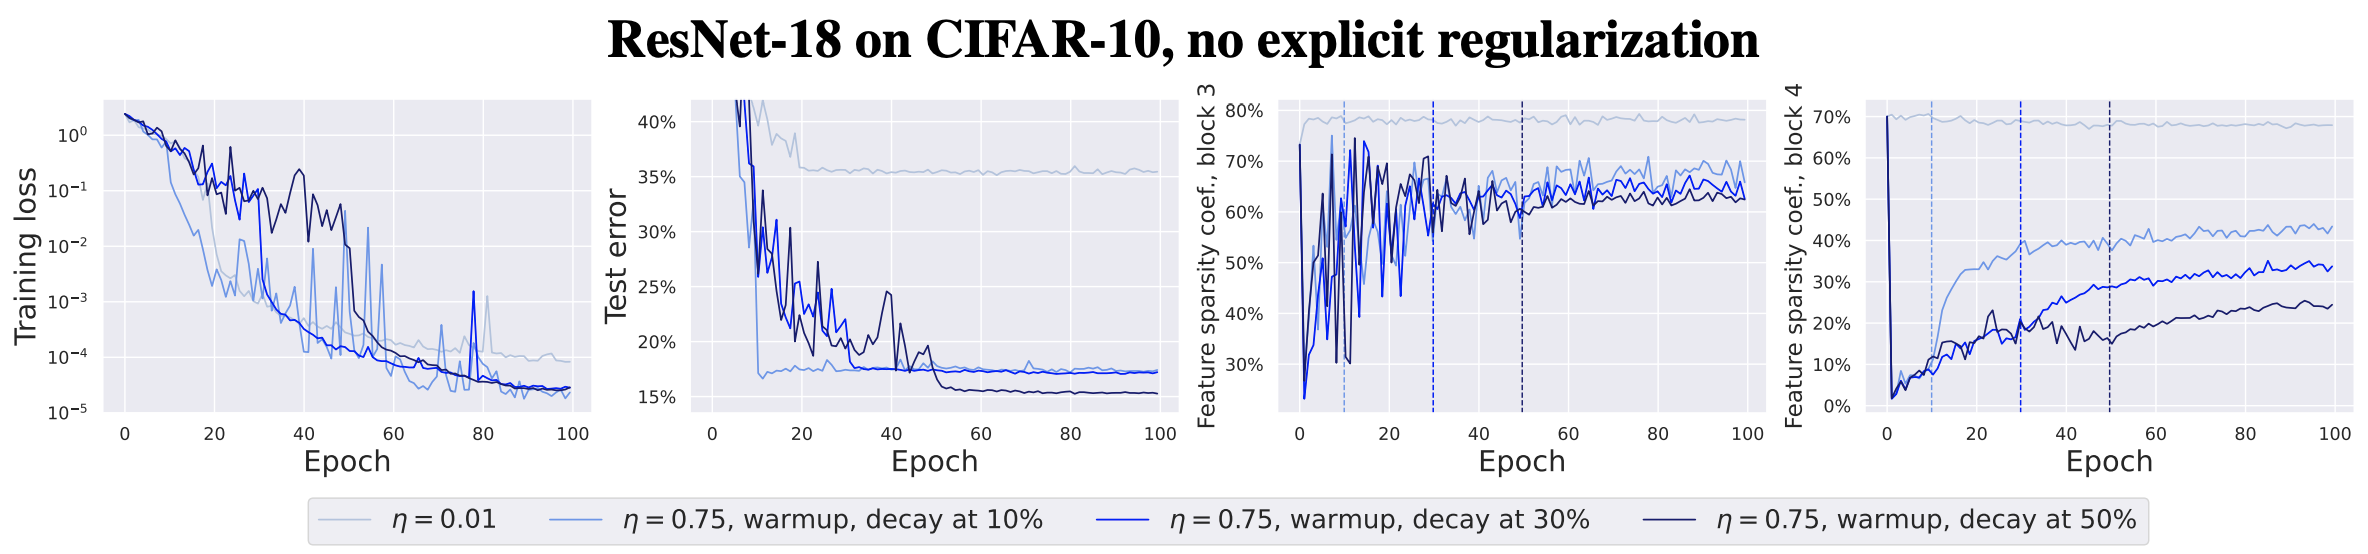 ResNet-18 on CIFAR-10, no explicit regularization
Training loss
10⁰
10⁻¹
10⁻²
10⁻³
10⁻⁴
10⁻⁵
0 20 40 60 80 100
Epoch
Test error
40%
35%
30%
25%
20%
15%
0 20 40 60 80 100
Epoch
Feature sparsity coef., block 3
80%
70%
60%
50%
40%
30%
0 20 40 60 80 100
Epoch
Feature sparsity coef., block 4
70%
60%
50%
40%
30%
20%
10%
0%
0 20 40 60 80 100
Epoch
η = 0.01
η = 0.75, warmup, decay at 10%
η = 0.75, warmup, decay at 30%
η = 0.75, warmup, decay at 50%